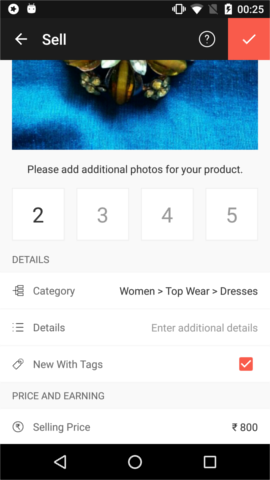 00:25
Sell
Please add additional photos for your product.
2 3 4 5
DETAILS
Category Women > Top Wear > Dresses
Details Enter additional details
New With Tags
PRICE AND EARNING
Selling Price ₹ 800